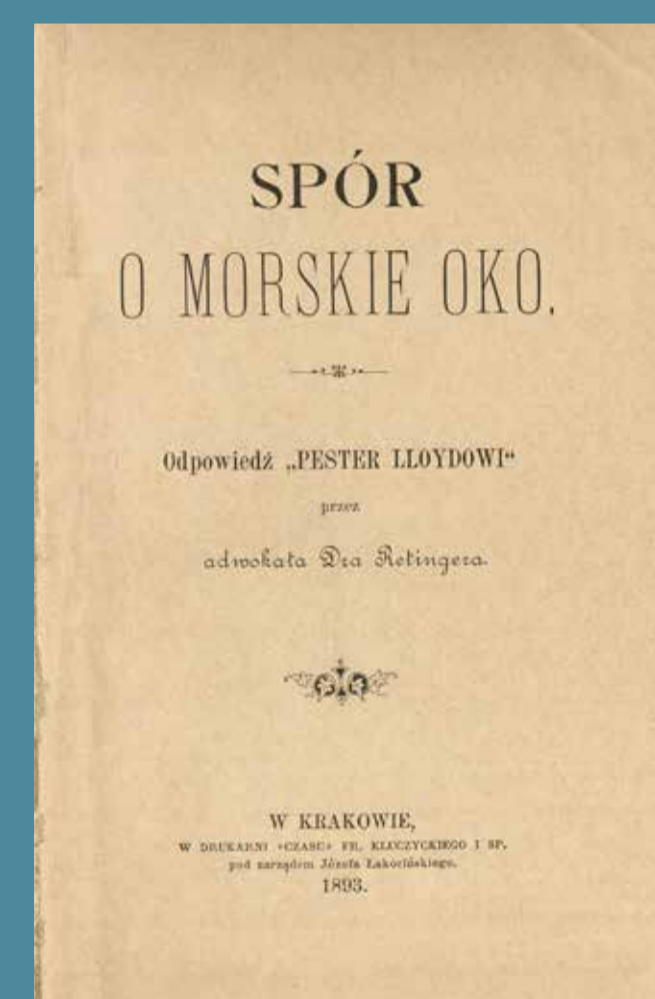 SPÓR
O MORSKIE OKO.
Odpowiedź „PESTER LLOYDOWI“
przez
adwokata Dra Retingera.
W KRAKOWIE,
W DRUKARNI »CZASU« FR. KLUCZYCKIEGO I SP.
pod zarządem Józefa Łakocińskiego.
1893.